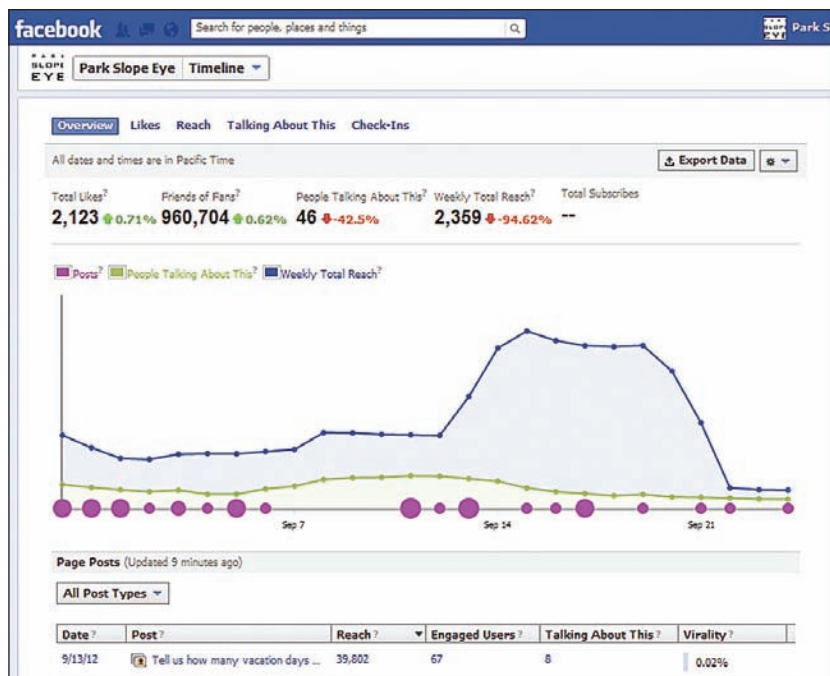 facebook Search for people, places and things Park S
PARK SLOPE EYE Park Slope Eye Timeline
Overview Likes Reach Talking About This Check-Ins
All dates and times are in Pacific Time Export Data
Total Likes? Friends of Fans? People Talking About This? Weekly Total Reach? Total Subscribes
2,123 0.71% 960,704 0.62% 46 -42.5% 2,359 -94.62% --
Posts? People Talking About This? Weekly Total Reach?
Sep 7 Sep 14 Sep 21
Page Posts (Updated 9 minutes ago)
All Post Types
Date? Post? Reach? Engaged Users? Talking About This? Virality?
9/13/12 Tell us how many vacation days ... 39,802 67 8 0.02%